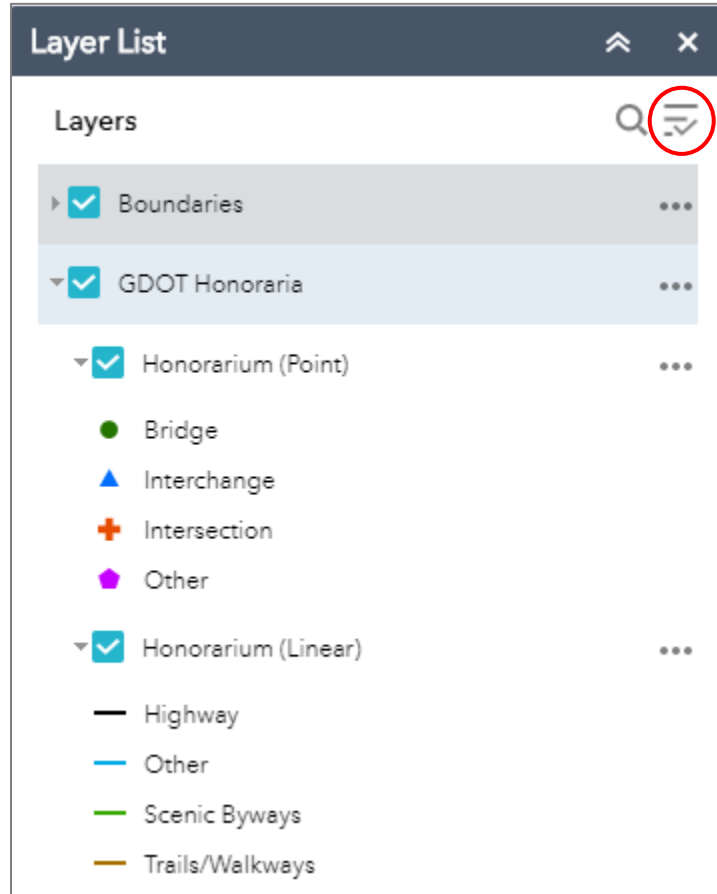 Layer List
Layers
Boundaries
GDOT Honoraria
Honorarium (Point)
Bridge
Interchange
Intersection
Other
Honorarium (Linear)
Highway
Other
Scenic Byways
Trails/Walkways